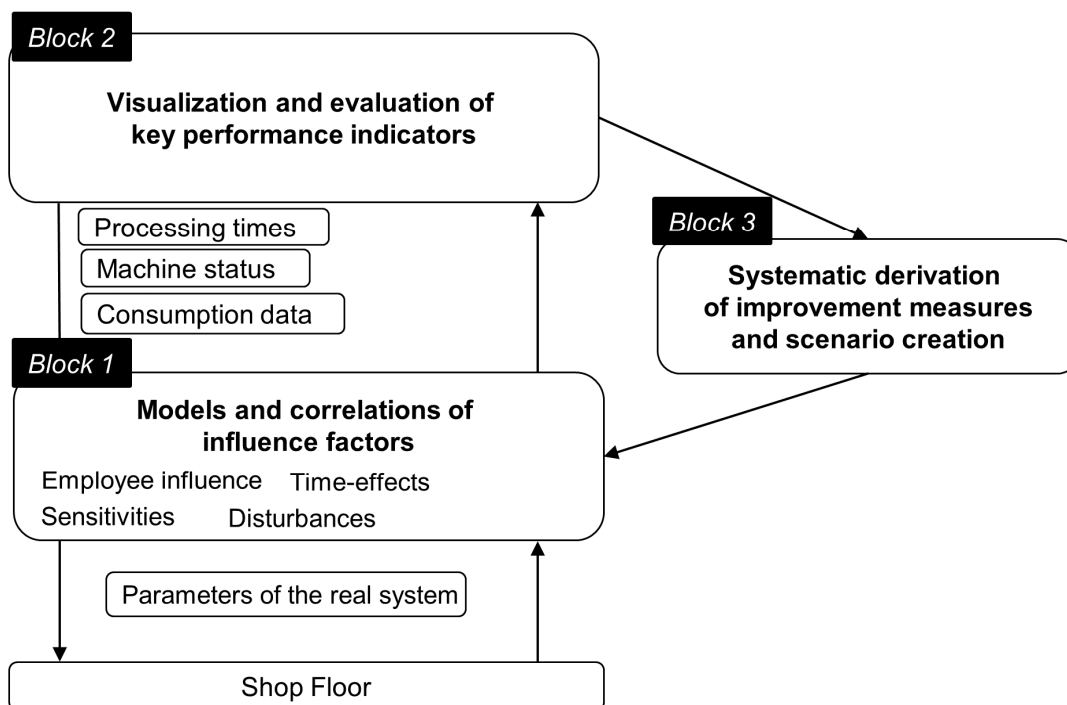 Block 2
Visualization and evaluation of
key performance indicators
Processing times
Machine status
Consumption data
Block 3
Systematic derivation
of improvement measures
and scenario creation
Block 1
Models and correlations of
influence factors
Employee influence Time-effects
Sensitivities Disturbances
Parameters of the real system
Shop Floor